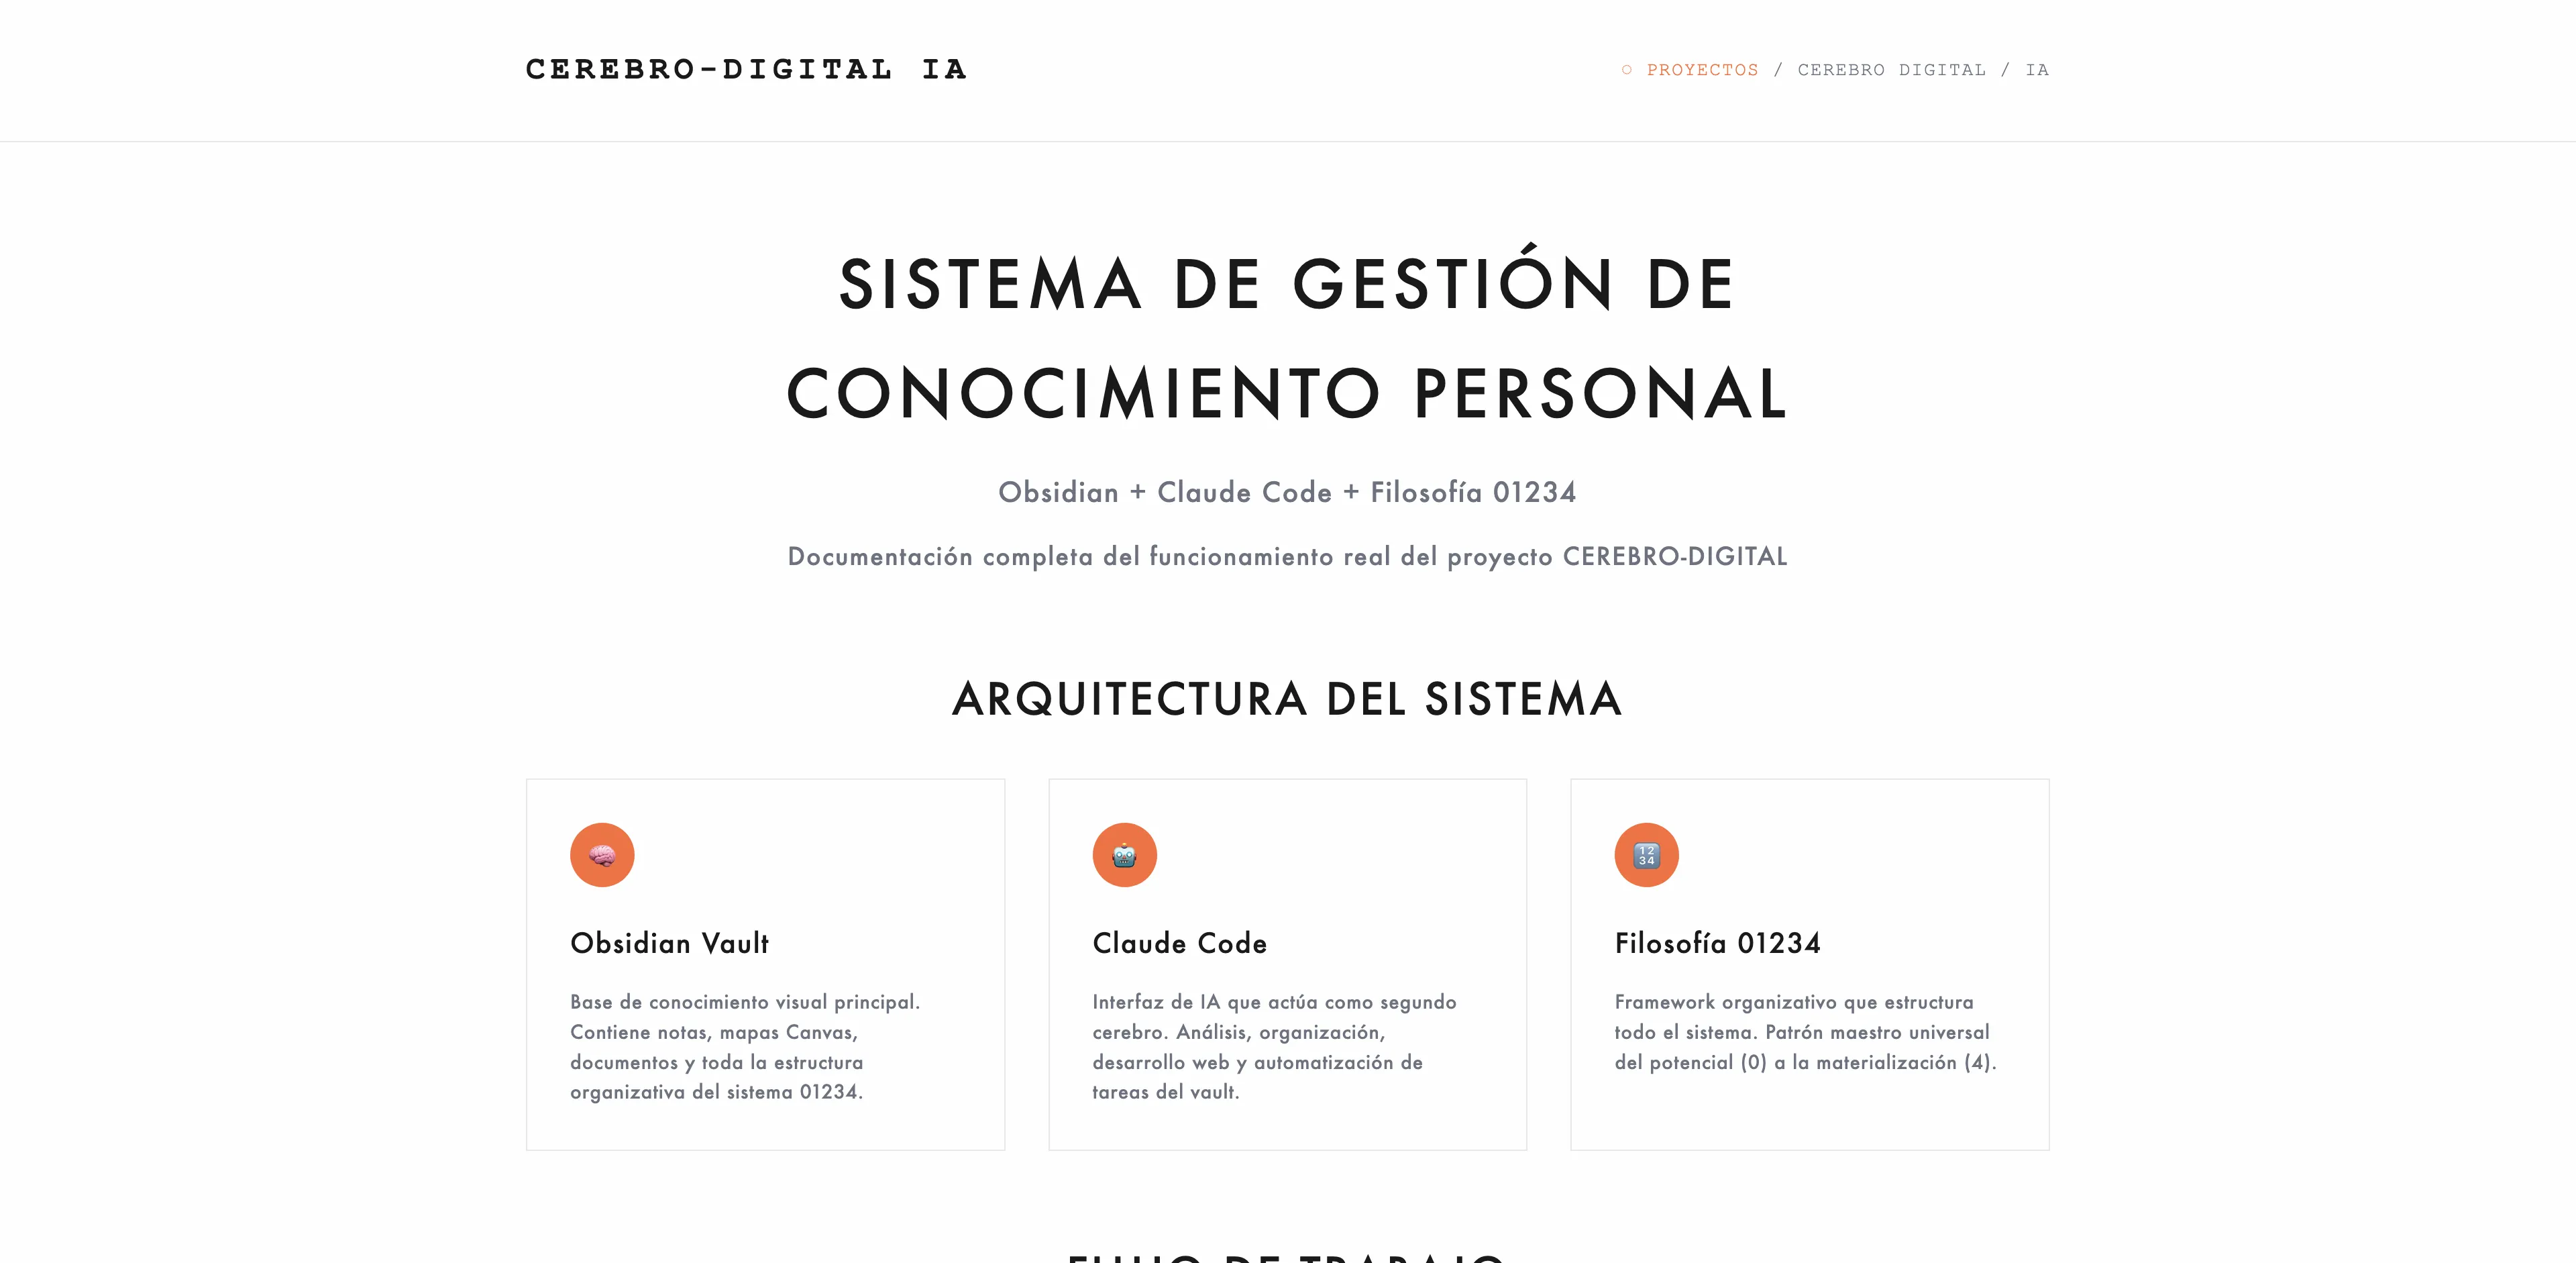 CEREBRO-DIGITAL IA
○ PROYECTOS / CEREBRO DIGITAL / IA
SISTEMA DE GESTIÓN DE
CONOCIMIENTO PERSONAL
Obsidian + Claude Code + Filosofía 01234
Documentación completa del funcionamiento real del proyecto CEREBRO-DIGITAL
ARQUITECTURA DEL SISTEMA
Obsidian Vault
Base de conocimiento visual principal.
Contiene notas, mapas Canvas,
documentos y toda la estructura
organizativa del sistema 01234.
Claude Code
Interfaz de IA que actúa como segundo
cerebro. Análisis, organización,
desarrollo web y automatización de
tareas del vault.
1234
Filosofía 01234
Framework organizativo que estructura
todo el sistema. Patrón maestro universal
del potencial (0) a la materialización (4).
FLUJO DE TRABAJO